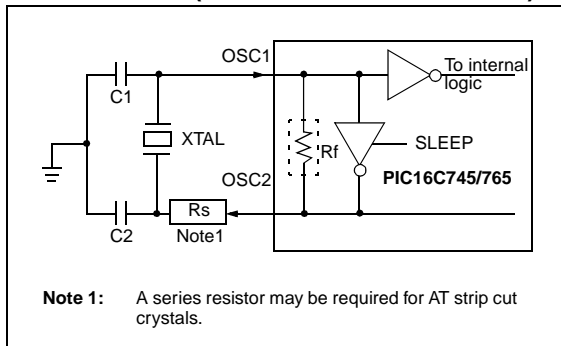 OSC1
To internal
logic
C1
XTAL
Rf
SLEEP
OSC2
PIC16C745/765
Rs
C2
Note1
Note 1: A series resistor may be required for AT strip cut
crystals.